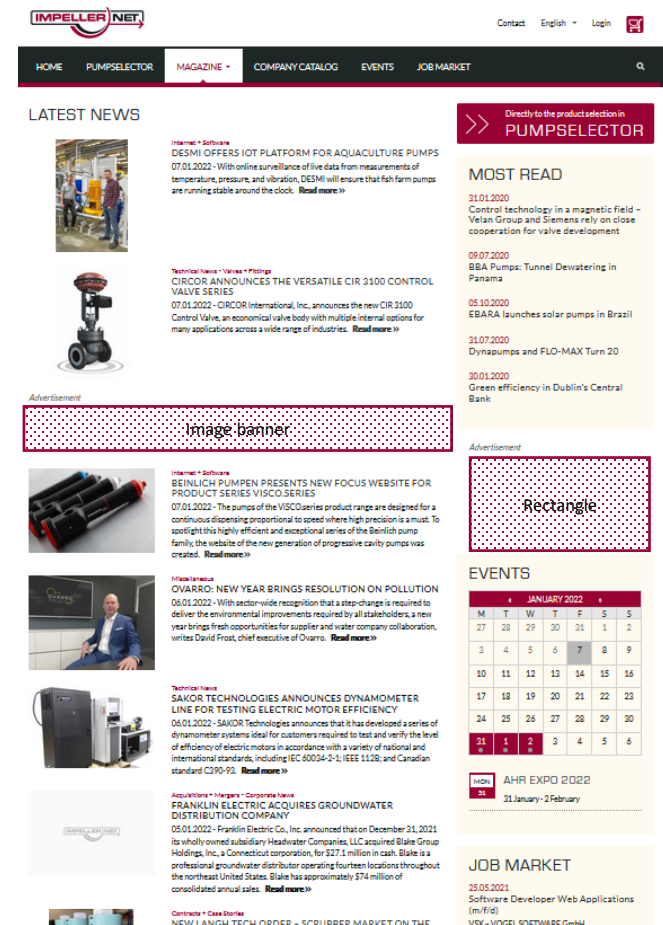 IMPELLER NET.
Contact English Login
HOME PUMPSELECTOR MAGAZINE COMPANY CATALOG EVENTS JOB MARKET
LATEST NEWS
Internet + Software
DESMI OFFERS IOT PLATFORM FOR AQUACULTURE PUMPS
07.01.2022 - With online surveillance of live data from measurements of
temperature, pressure, and vibration, DESMI will ensure that fish farm pumps
are running stable around the clock. Read more »
Technical News - Valves + Fittings
CIRCOR ANNOUNCES THE VERSATILE CIR 3100 CONTROL
VALVE SERIES
07.01.2022 - CIRCOR International, Inc., announces the new CIR 3100
Control Valve, an economical valve body with multiple internal options for
many applications across a wide range of industries. Read more »
Advertisement
Image banner
Internet + Software
BEINLICH PUMPEN PRESENTS NEW FOCUS WEBSITE FOR
PRODUCT SERIES VISCO.SERIES
07.01.2022 - The pumps of the ViSCO.series product range are designed for a
continuous dispensing proportional to speed where high precision is a must. To
spotlight this highly efficient and exceptional series of the Beinlich pump
family, the website of the new generation of progressive cavity pumps was
created. Read more »
OVARRO
Miscellaneous
OVARRO: NEW YEAR BRINGS RESOLUTION ON POLLUTION
06.01.2022 - With sector-wide recognition that a step-change is required to
deliver the environmental improvements required by all stakeholders, a new
year brings fresh opportunities for supplier and water company collaboration,
writes David Frost, chief executive of Ovarro. Read more »
Technical News
SAKOR TECHNOLOGIES ANNOUNCES DYNAMOMETER
LINE FOR TESTING ELECTRIC MOTOR EFFICIENCY
06.01.2022 - SAKOR Technologies announces that it has developed a series of
dynamometer systems ideal for customers required to test and verify the level
of efficiency of electric motors in accordance with a variety of national and
international standards, including IEC 60034-2-1; IEEE 112B; and Canadian
standard C390-93. Read more »
IMPELLER NET.
Acquisitions + Mergers - Corporate News
FRANKLIN ELECTRIC ACQUIRES GROUNDWATER
DISTRIBUTION COMPANY
05.01.2022 - Franklin Electric Co., Inc. announced that on December 31, 2021
its wholly owned subsidiary Headwater Companies, LLC acquired Blake Group
Holdings, Inc., a Connecticut corporation, for $27.1 million in cash. Blake is a
professional groundwater distributor operating fourteen locations throughout
the northeast United States. Blake has approximately $74 million of
consolidated annual sales. Read more »
Contracts + Case Stories
NEW LANGH TECH ORDER – SCRUBBER MARKET ON THE
Directly to the product selection in
PUMPSELECTOR
MOST READ
31.01.2020
Control technology in a magnetic field –
Velan Group and Siemens rely on close
cooperation for valve development
09.07.2020
BBA Pumps: Tunnel Dewatering in
Panama
05.10.2020
EBARA launches solar pumps in Brazil
31.07.2020
Dynapumps and FLO-MAX Turn 20
30.01.2020
Green efficiency in Dublin's Central
Bank
Advertisement
Rectangle
EVENTS
JANUARY 2022
M T W T F S S
27 28 29 30 31 1 2
3 4 5 6 7 8 9
10 11 12 13 14 15 16
17 18 19 20 21 22 23
24 25 26 27 28 29 30
31 1 2 3 4 5 6
MON
31
AHR EXPO 2022
31 January - 2 February
JOB MARKET
25.05.2021
Software Developer Web Applications
(m/f/d)
VSX – VOGEL SOFTWARE GmbH